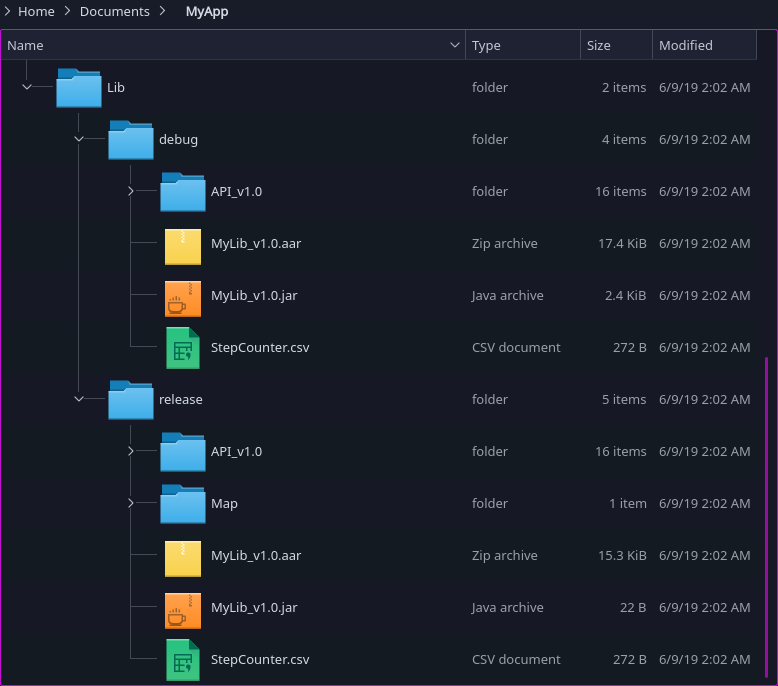 Home Documents MyApp
Name Type Size Modified
Lib folder 2 items 6/9/19 2:02 AM
debug folder 4 items 6/9/19 2:02 AM
API_v1.0 folder 16 items 6/9/19 2:02 AM
MyLib_v1.0.aar Zip archive 17.4 KiB 6/9/19 2:02 AM
MyLib_v1.0.jar Java archive 2.4 KiB 6/9/19 2:02 AM
StepCounter.csv CSV document 272 B 6/9/19 2:02 AM
release folder 5 items 6/9/19 2:02 AM
API_v1.0 folder 16 items 6/9/19 2:02 AM
Map folder 1 item 6/9/19 2:02 AM
MyLib_v1.0.aar Zip archive 15.3 KiB 6/9/19 2:02 AM
MyLib_v1.0.jar Java archive 22 B 6/9/19 2:02 AM
StepCounter.csv CSV document 272 B 6/9/19 2:02 AM